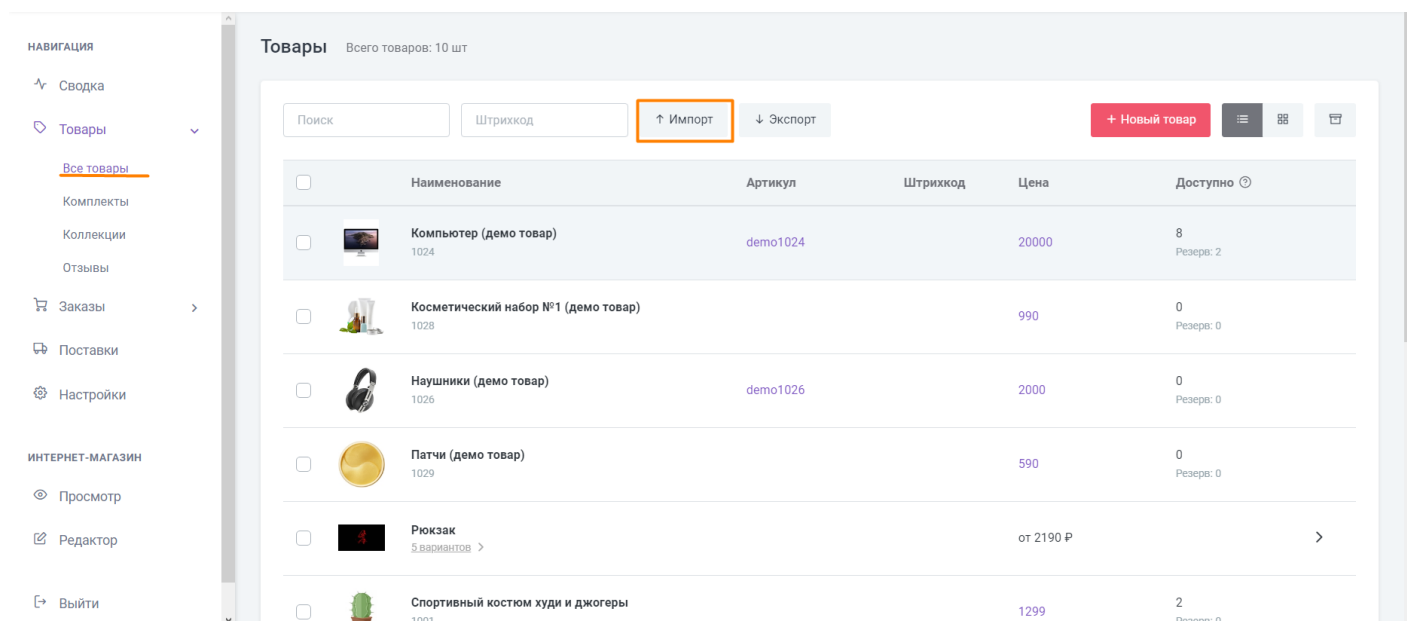 НАВИГАЦИЯ
Сводка
Товары
Все товары
Комплекты
Коллекции
Отзывы
Заказы
Поставки
Настройки
ИНТЕРНЕТ-МАГАЗИН
Просмотр
Редактор
Выйти
Товары Всего товаров: 10 шт
Поиск Штрихкод ↑ Импорт ↓ Экспорт + Новый товар
Наименование Артикул Штрихкод Цена Доступно
Компьютер (демо товар) demo1024 20000 8
1024 Резерв: 2
Косметический набор №1 (демо товар) 990 0
1028 Резерв: 0
Наушники (демо товар) demo1026 2000 0
1026 Резерв: 0
Патчи (демо товар) 590 0
1029 Резерв: 0
Рюкзак от 2190 ₽
5 вариантов
Спортивный костюм худи и джогеры 1299 2
Резерв: 0